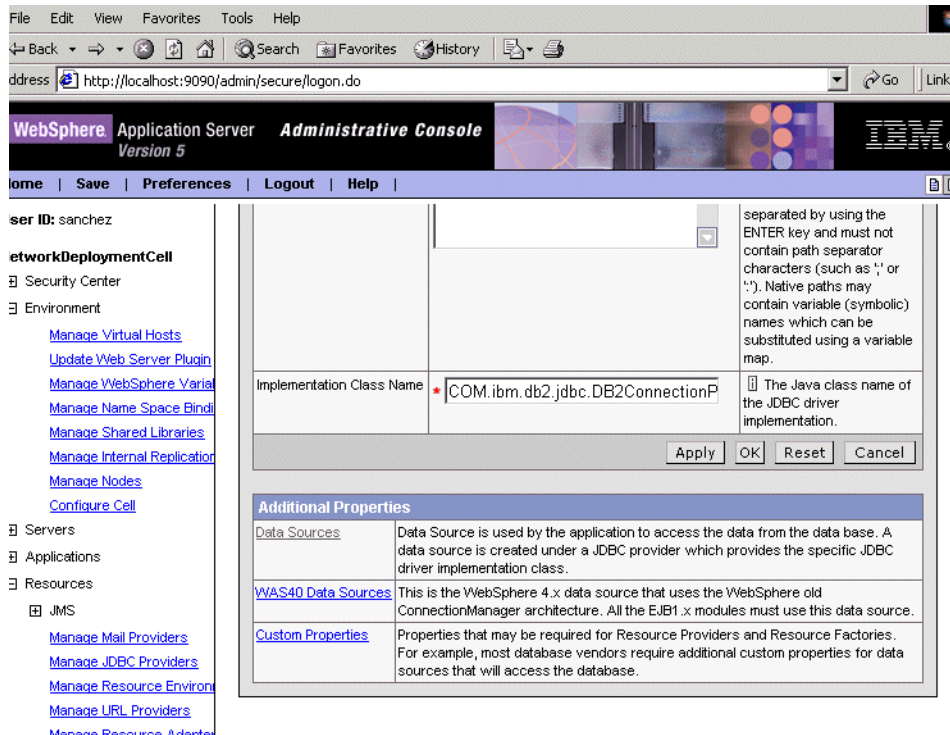 File Edit View Favorites Tools Help
Back Search Favorites History
ddress http://localhost:9090/admin/secure/logon.do Go Link
WebSphere Application Server Administrative Console
Version 5
IBM
ome | Save | Preferences | Logout | Help |
ser ID: sanchez
etworkDeploymentCell
Security Center
Environment
Manage Virtual Hosts
Update Web Server Plugin
Manage WebSphere Varial
Manage Name Space Bindi
Manage Shared Libraries
Manage Internal Replication
Manage Nodes
Configure Cell
Servers
Applications
Resources
JMS
Manage Mail Providers
Manage JDBC Providers
Manage Resource Environ
Manage URL Providers
Manage Resource Adapter
separated by using the
ENTER key and must not
contain path separator
characters (such as ';' or
':'). Native paths may
contain variable (symbolic)
names which can be
substituted using a variable
map.
Implementation Class Name * COM.ibm.db2.jdbc.DB2ConnectionP
i The Java class name of
the JDBC driver
implementation.
Apply OK Reset Cancel
Additional Properties
Data Sources
Data Source is used by the application to access the data from the data base. A
data source is created under a JDBC provider which provides the specific JDBC
driver implementation class.
WAS40 Data Sources
This is the WebSphere 4.x data source that uses the WebSphere old
ConnectionManager architecture. All the EJB1.x modules must use this data source.
Custom Properties
Properties that may be required for Resource Providers and Resource Factories.
For example, most database vendors require additional custom properties for data
sources that will access the database.